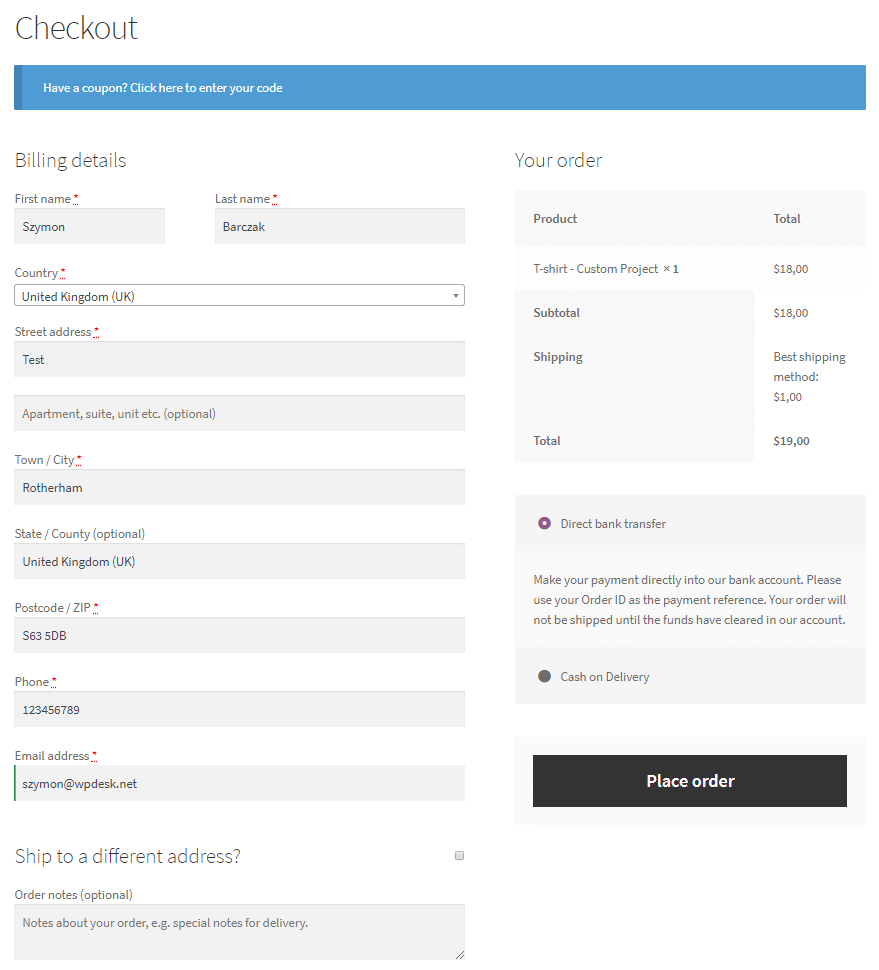 Checkout
Have a coupon? Click here to enter your code
Billing details
First name *
Last name *
Szymon
Barczak
Country *
United Kingdom (UK)
Street address *
Test
Apartment, suite, unit etc. (optional)
Town / City *
Rotherham
State / County (optional)
United Kingdom (UK)
Postcode / ZIP *
S63 5DB
Phone *
123456789
Email address *
szymon@wpdesk.net
Ship to a different address?
Order notes (optional)
Notes about your order, e.g. special notes for delivery.
Your order
Product Total
T-shirt - Custom Project × 1 $18,00
Subtotal $18,00
Shipping Best shipping
method:
$1,00
Total $19,00
Direct bank transfer
Make your payment directly into our bank account. Please
use your Order ID as the payment reference. Your order will
not be shipped until the funds have cleared in our account.
Cash on Delivery
Place order